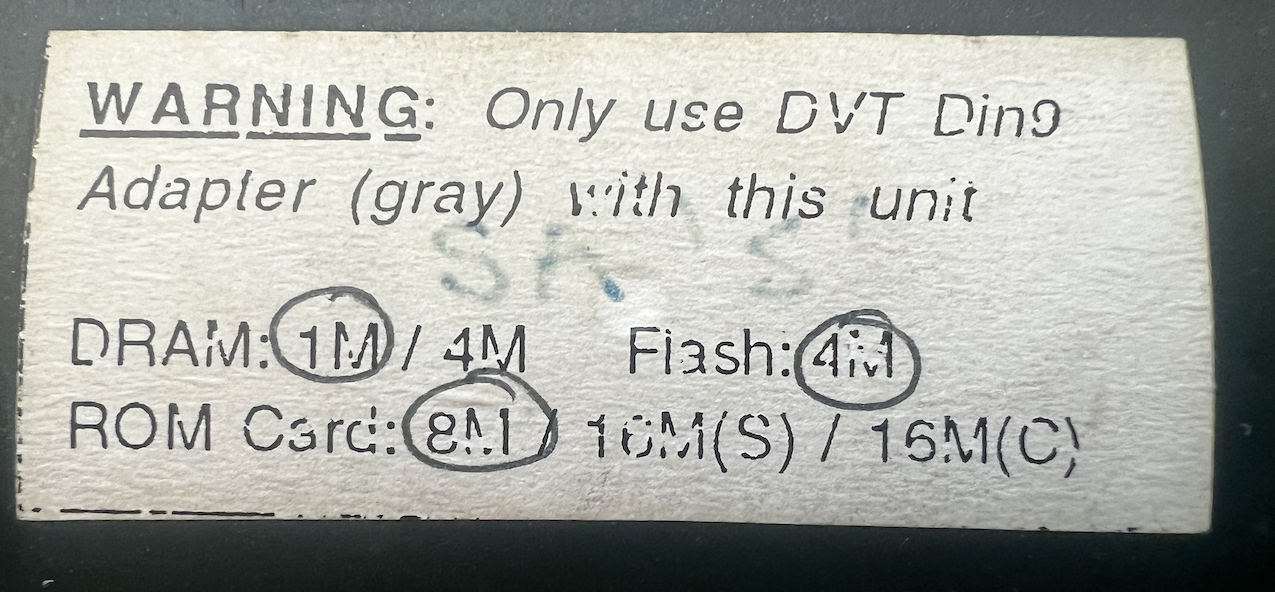 WARNING: Only use DVT Ding
Adapter (gray) with this unit
DRAM: 1M / 4M Flash: 4M
ROM Card: 8M / 16M(S) / 16M(C)